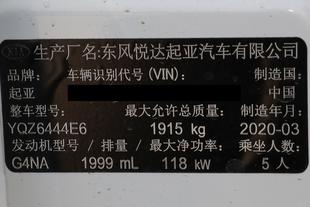 KIA 生产厂名:东风悦达起亚汽车有限公司
品牌: 车辆识别代号(VIN): 制造国:
起亚 中国
整车型号: 最大允许总质量: 制造年月:
YQZ6444E6 1915 kg 2020-03
发动机型号 / 排量 / 最大净功率: 乘坐人数:
G4NA 1999 mL 118 kW 5 人